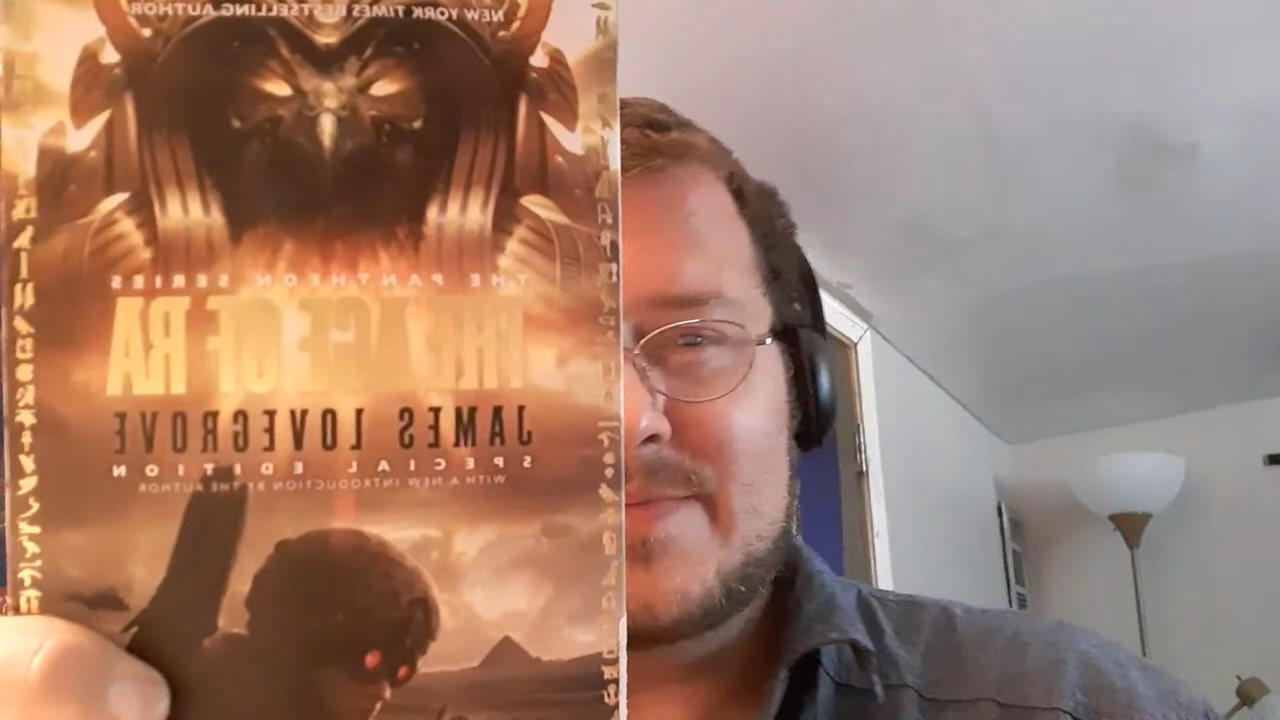 NEW YORK TIMES BESTSELLING AUTHOR
THE PANTHEON SERIES
THE AGE OF RA
JAMES LOVEGROVE
SPECIAL EDITION
WITH A NEW INTRODUCTION BY THE AUTHOR